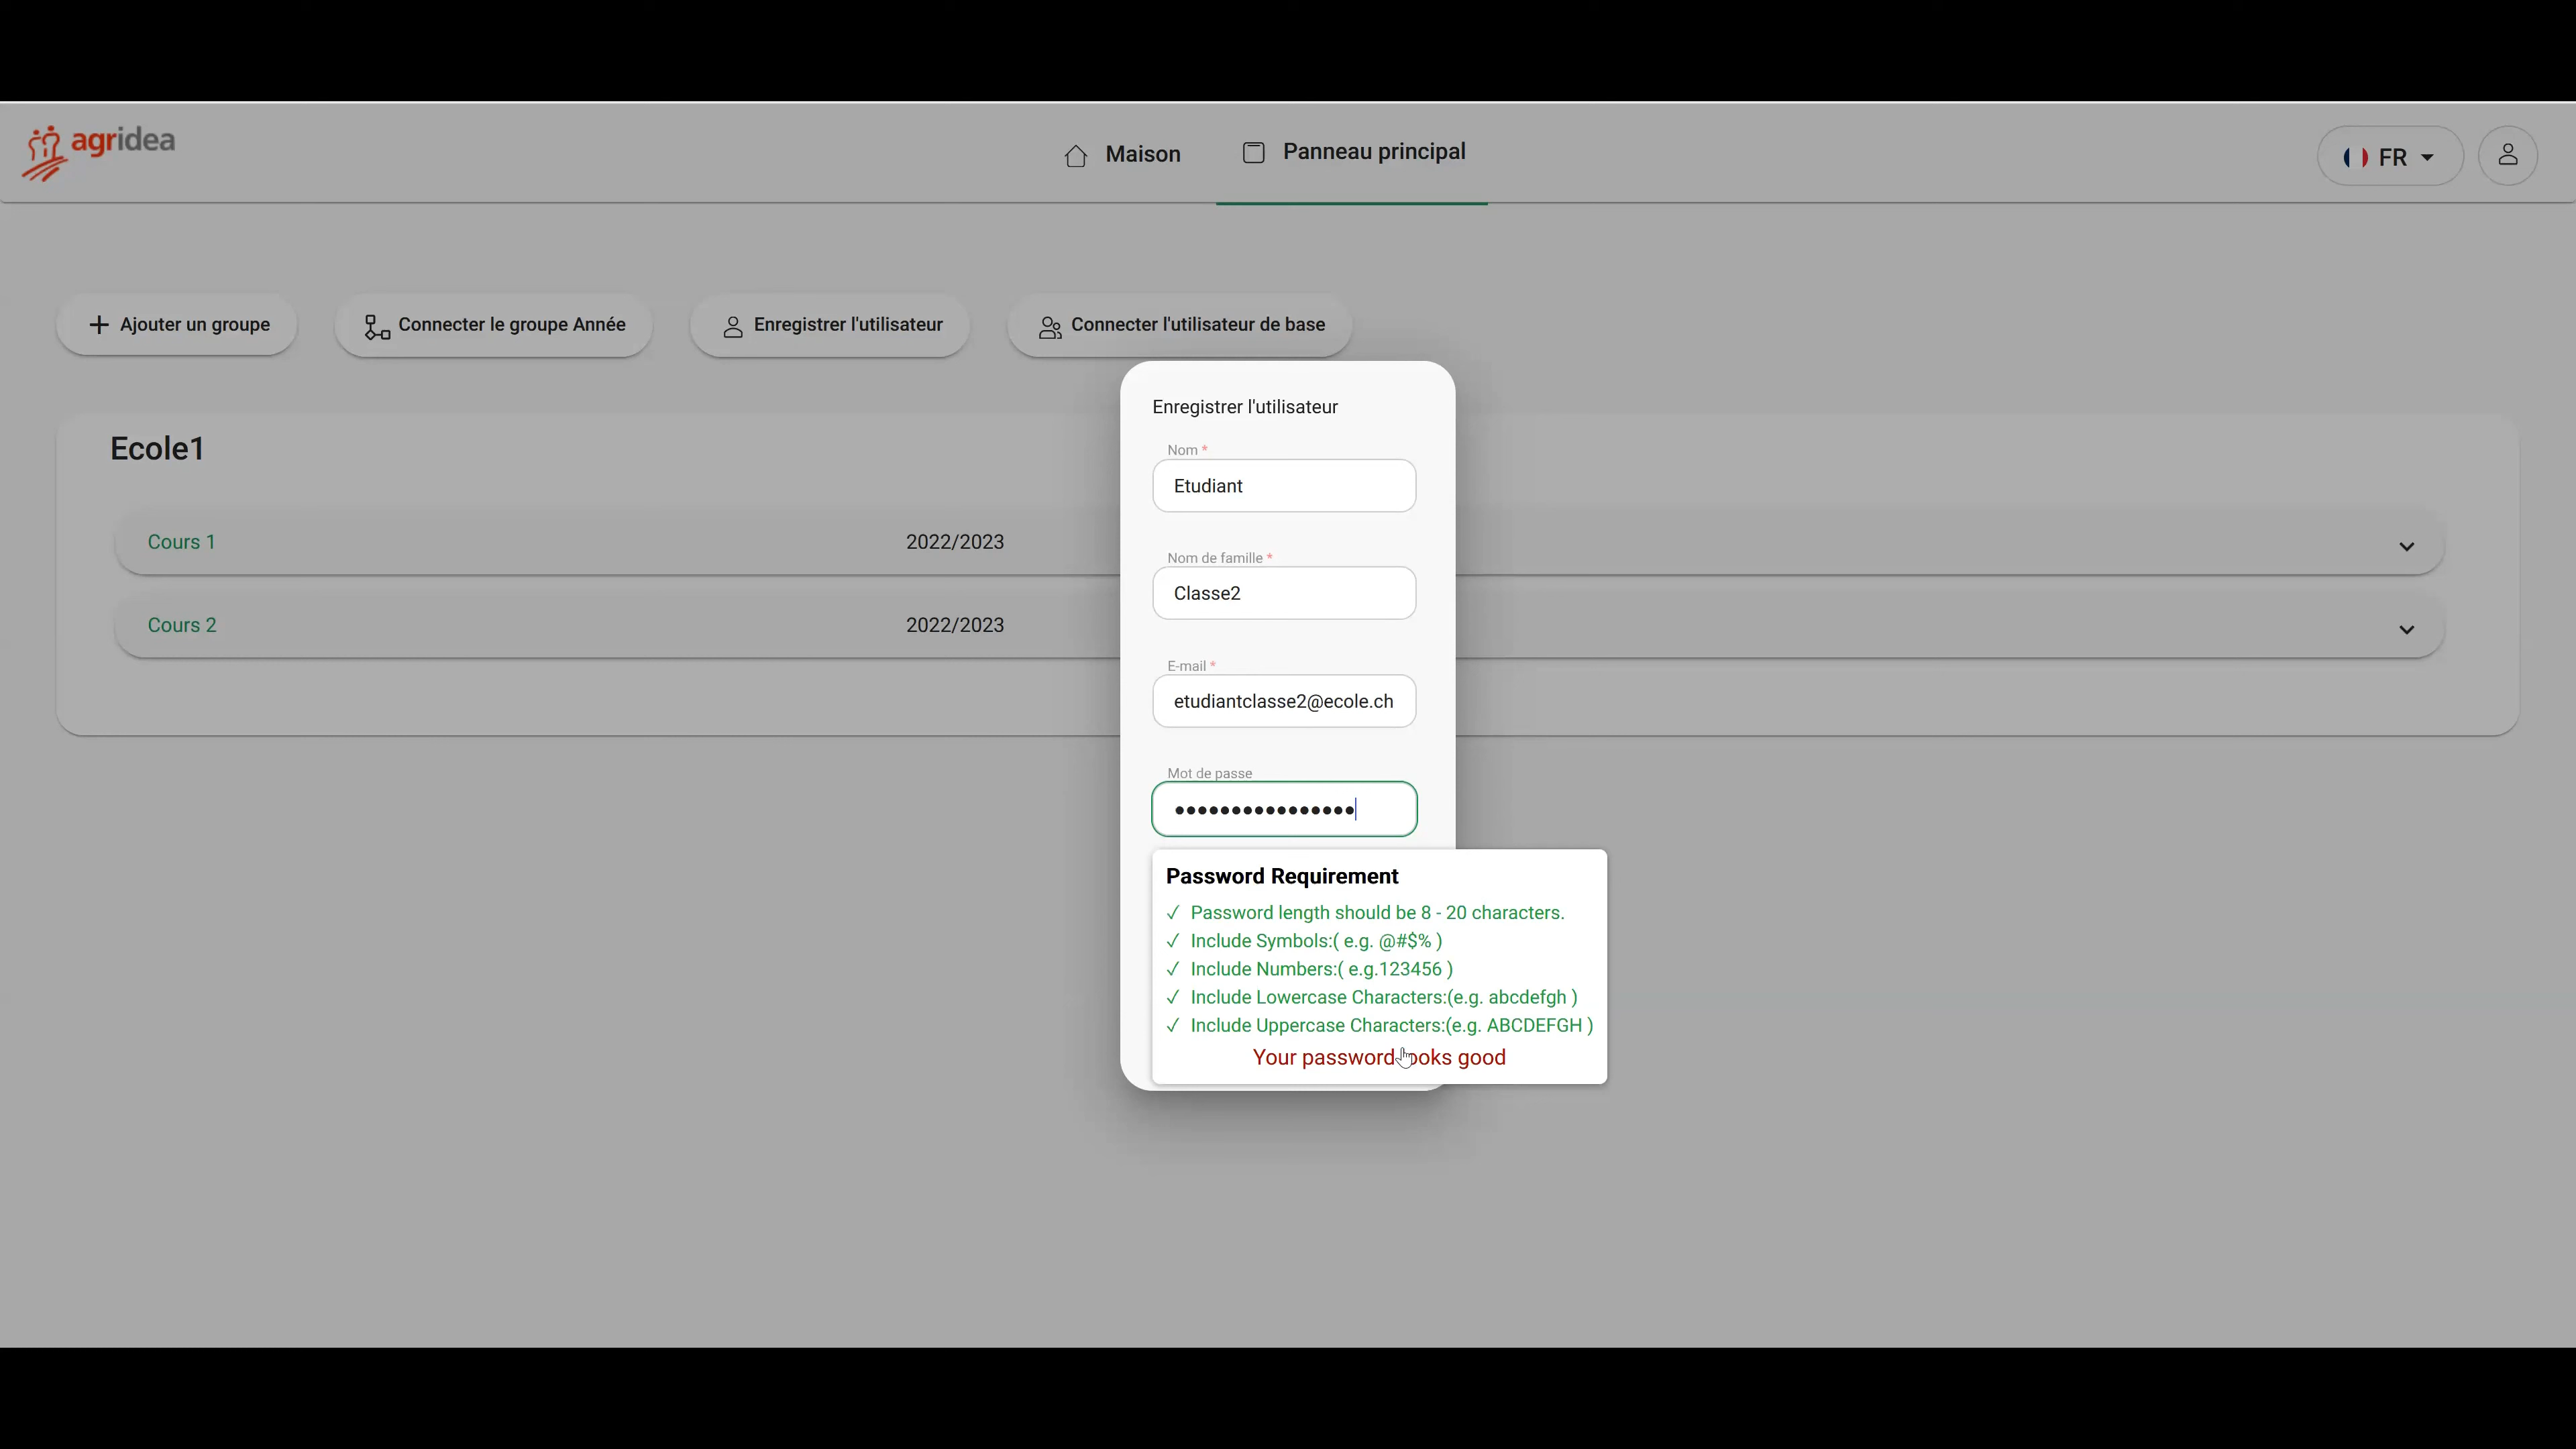 agridea
Maison
Panneau principal
FR
Ajouter un groupe
Connecter le groupe Année
Enregistrer l'utilisateur
Connecter l'utilisateur de base
Ecole1
Cours 1 2022/2023
Cours 2 2022/2023
Enregistrer l'utilisateur
Nom *
Etudiant
Nom de famille *
Classe2
E-mail *
etudiantclasse2@ecole.ch
Mot de passe
••••••••••••••••
Password Requirement
✓ Password length should be 8 - 20 characters.
✓ Include Symbols:( e.g. @#$% )
✓ Include Numbers:( e.g.123456 )
✓ Include Lowercase Characters:(e.g. abcdefgh )
✓ Include Uppercase Characters:(e.g. ABCDEFGH )
Your password looks good